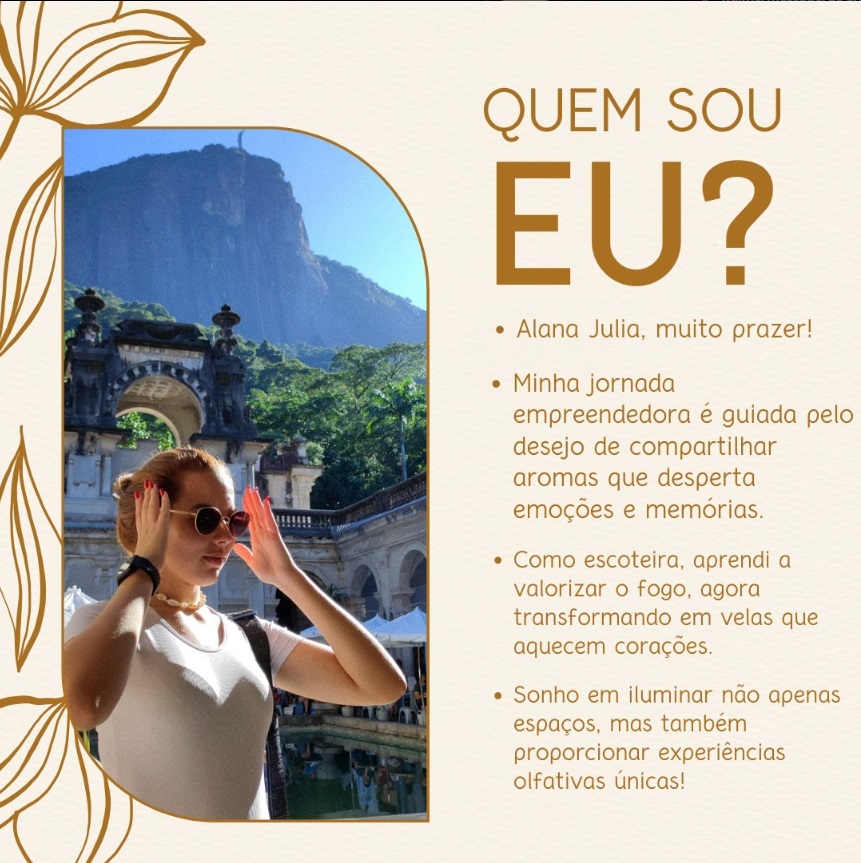 QUEM SOU
EU?
• Alana Julia, muito prazer!
• Minha jornada
empreendedora é guiada pelo
desejo de compartilhar
aromas que desperta
emoções e memórias.
• Como escoteira, aprendi a
valorizar o fogo, agora
transformando em velas que
aquecem corações.
• Sonho em iluminar não apenas
espaços, mas também
proporcionar experiências
olfativas únicas!